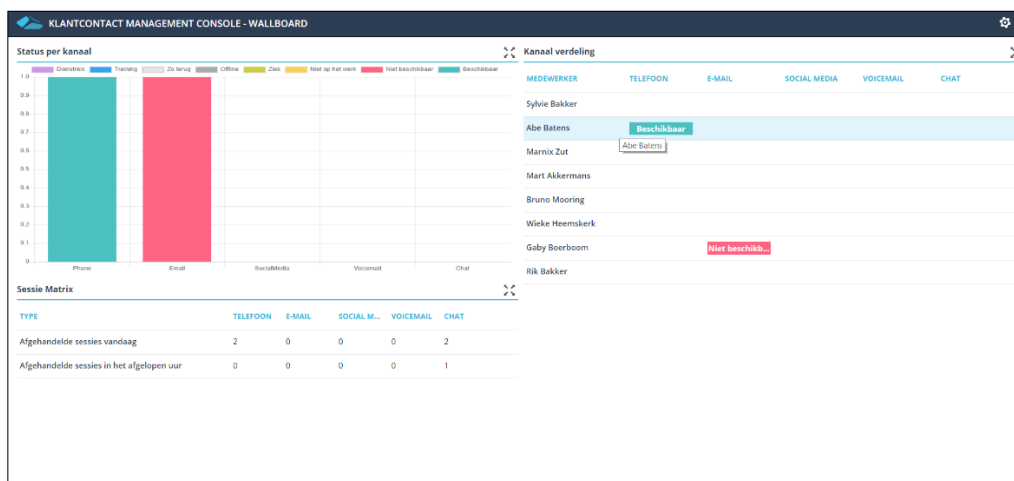 KLANTCONTACT MANAGEMENT CONSOLE - WALLBOARD
Status per kanaal
Dienstreis Training Zo terug Offline Ziek Niet op het werk Niet beschikbaar Beschikbaar
1.0
0.9
0.8
0.7
0.6
0.5
0.4
0.3
0.2
0.1
0
Phone Email SocialMedia Voicemail Chat
Sessie Matrix
TYPE TELEFOON E-MAIL SOCIAL M... VOICEMAIL CHAT
Afgehandelde sessies vandaag 2 0 0 0 2
Afgehandelde sessies in het afgelopen uur 0 0 0 0 1
Kanaal verdeling
MEDEWERKER TELEFOON E-MAIL SOCIAL MEDIA VOICEMAIL CHAT
Sylvie Bakker
Abe Batens Beschikbaar
Abe Batens
Marnix Zut
Mart Akkermans
Bruno Mooring
Wieke Heemskerk
Gaby Boerboom Niet beschikb...
Rik Bakker